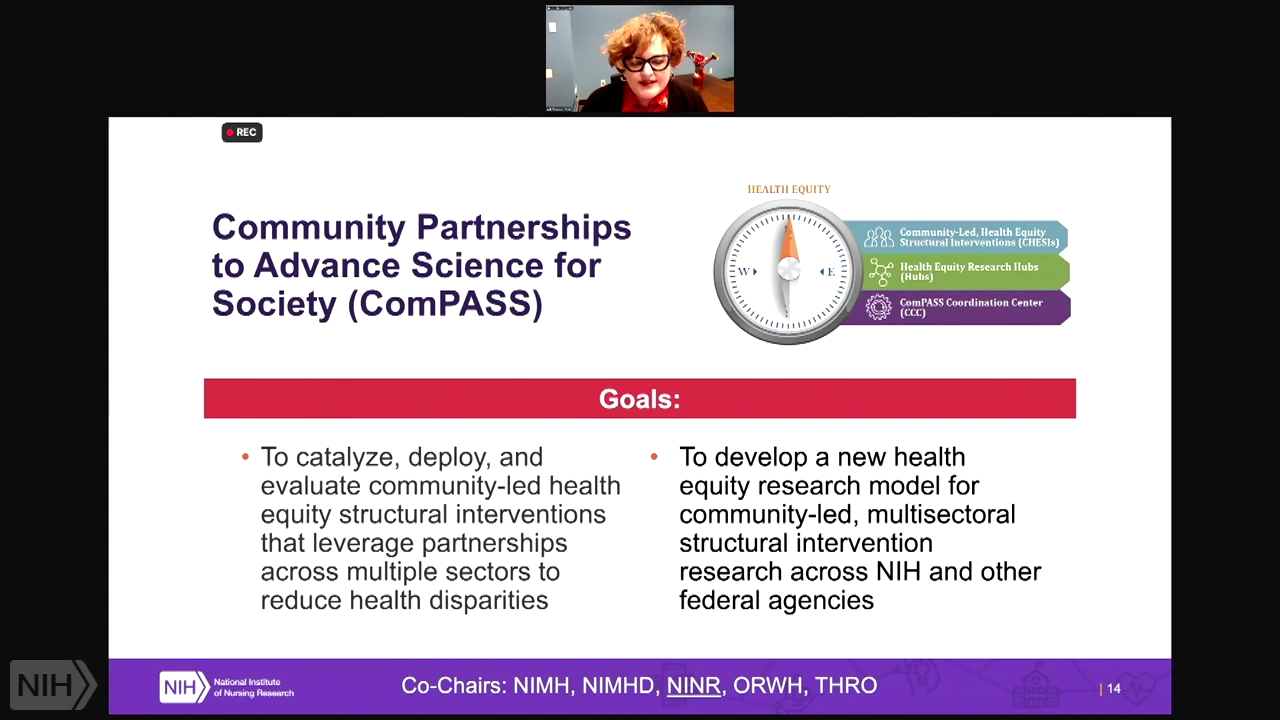 REC
Community Partnerships
to Advance Science for
Society (ComPASS)
HEALTH EQUITY
W
E
Community-Led, Health Equity
Structural Interventions (CHESIs)
Health Equity Research Hubs
(Hubs)
ComPASS Coordination Center
(CCC)
Goals:
• To catalyze, deploy, and
evaluate community-led health
equity structural interventions
that leverage partnerships
across multiple sectors to
reduce health disparities
• To develop a new health
equity research model for
community-led, multisectoral
structural intervention
research across NIH and other
federal agencies
NIH
NIH
National Institute
of Nursing Research
Co-Chairs: NIMH, NIMHD, NINR, ORWH, THRO
| 14